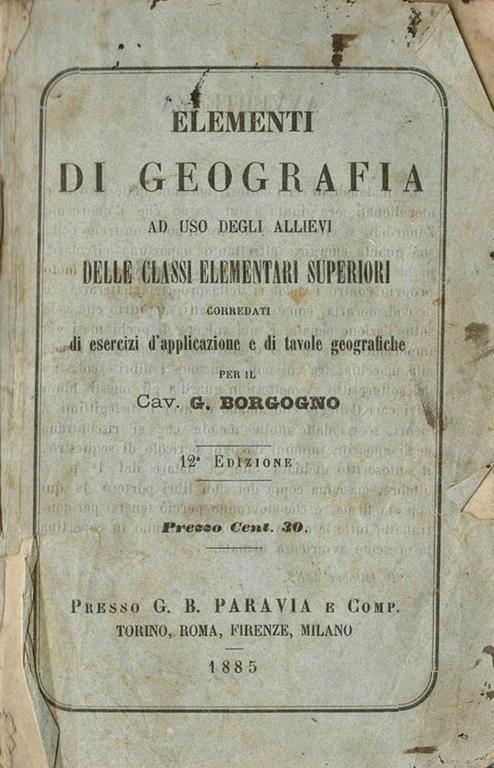 ELEMENTI
DI GEOGRAFIA
AD USO DEGLI ALLIEVI
DELLE CLASSI ELEMENTARI SUPERIORI
CORREDATI
di esercizi d'applicazione e di tavole geografiche
PER IL
Cav. G. BORGOGNO
12ª EDIZIONE
Prezzo Cent. 30.
PRESSO G. B. PARAVIA E COMP.
TORINO, ROMA, FIRENZE, MILANO
1885